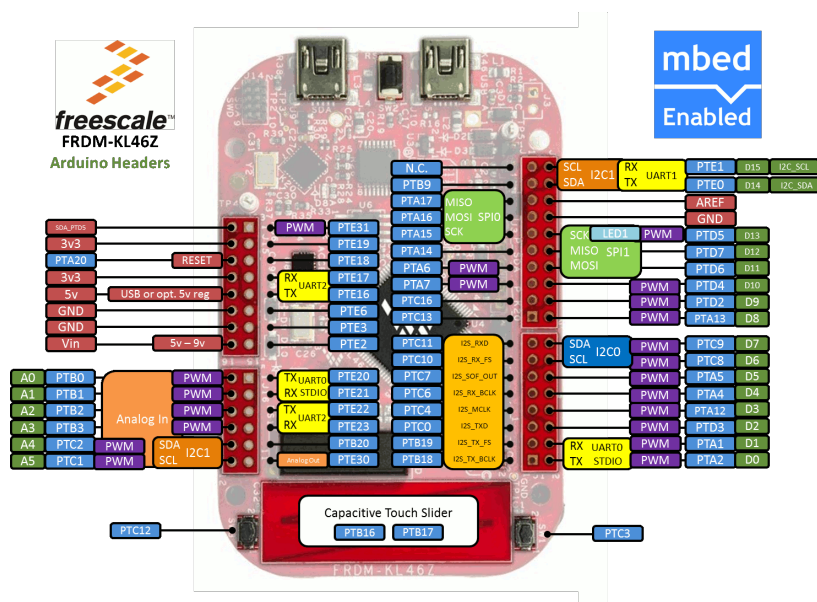 freescale™
FRDM-KL46Z
Arduino Headers
mbed
Enabled
N.C.
PTB9
PTA17
PTA16
PTA15
PTA14
PTA6 PWM
PTA7 PWM
PTC16
PTC13
MISO
MOSI SPI0
SCK
SCL
SDA
I2C1
RX
TX
UART1
PTE1 D15 I2C_SCL
PTE0 D14 I2C_SDA
AREF
GND
SCK LED1 PWM PTD5 D13
MISO SPI1 PTD7 D12
MOSI PTD6 D11
PWM PTD4 D10
PWM PTD2 D9
PWM PTA13 D8
SDA_PTD5
3v3
PTA20 RESET
3v3
5v USB or opt. 5v reg
GND
GND
Vin 5v – 9v
PWM PTE31
PTE19
PTE18
RX PTE17
TX PTE16
UART2
PTE6
PTE3
PTE2
PTC11 I2S_RXD
PTC10 I2S_RX_FS
PTC7 I2S_SOF_OUT
PTC6 I2S_RX_BCLK
PTC4 I2S_MCLK
PTC0 I2S_TXD
PTB19 I2S_TX_FS
PTB18 I2S_TX_BCLK
SDA
SCL
I2C0
PWM PTC9 D7
PWM PTC8 D6
PWM PTA5 D5
PWM PTA4 D4
PWM PTA12 D3
PWM PTD3 D2
RX UART0 PWM PTA1 D1
TX STDIO PWM PTA2 D0
A0 PTB0 PWM
A1 PTB1 PWM
A2 PTB2 PWM
A3 PTB3 PWM
Analog In
A4 PTC2 PWM SDA
A5 PTC1 PWM SCL
I2C1
TX UART0 PTE20
RX STDIO PTE21
TX PTE22
RX PTE23
UART2
PTB20
Analog Out PTE30
Capacitive Touch Slider
PTB16 PTB17
PTC12
PTC3
FRDM-KL46Z